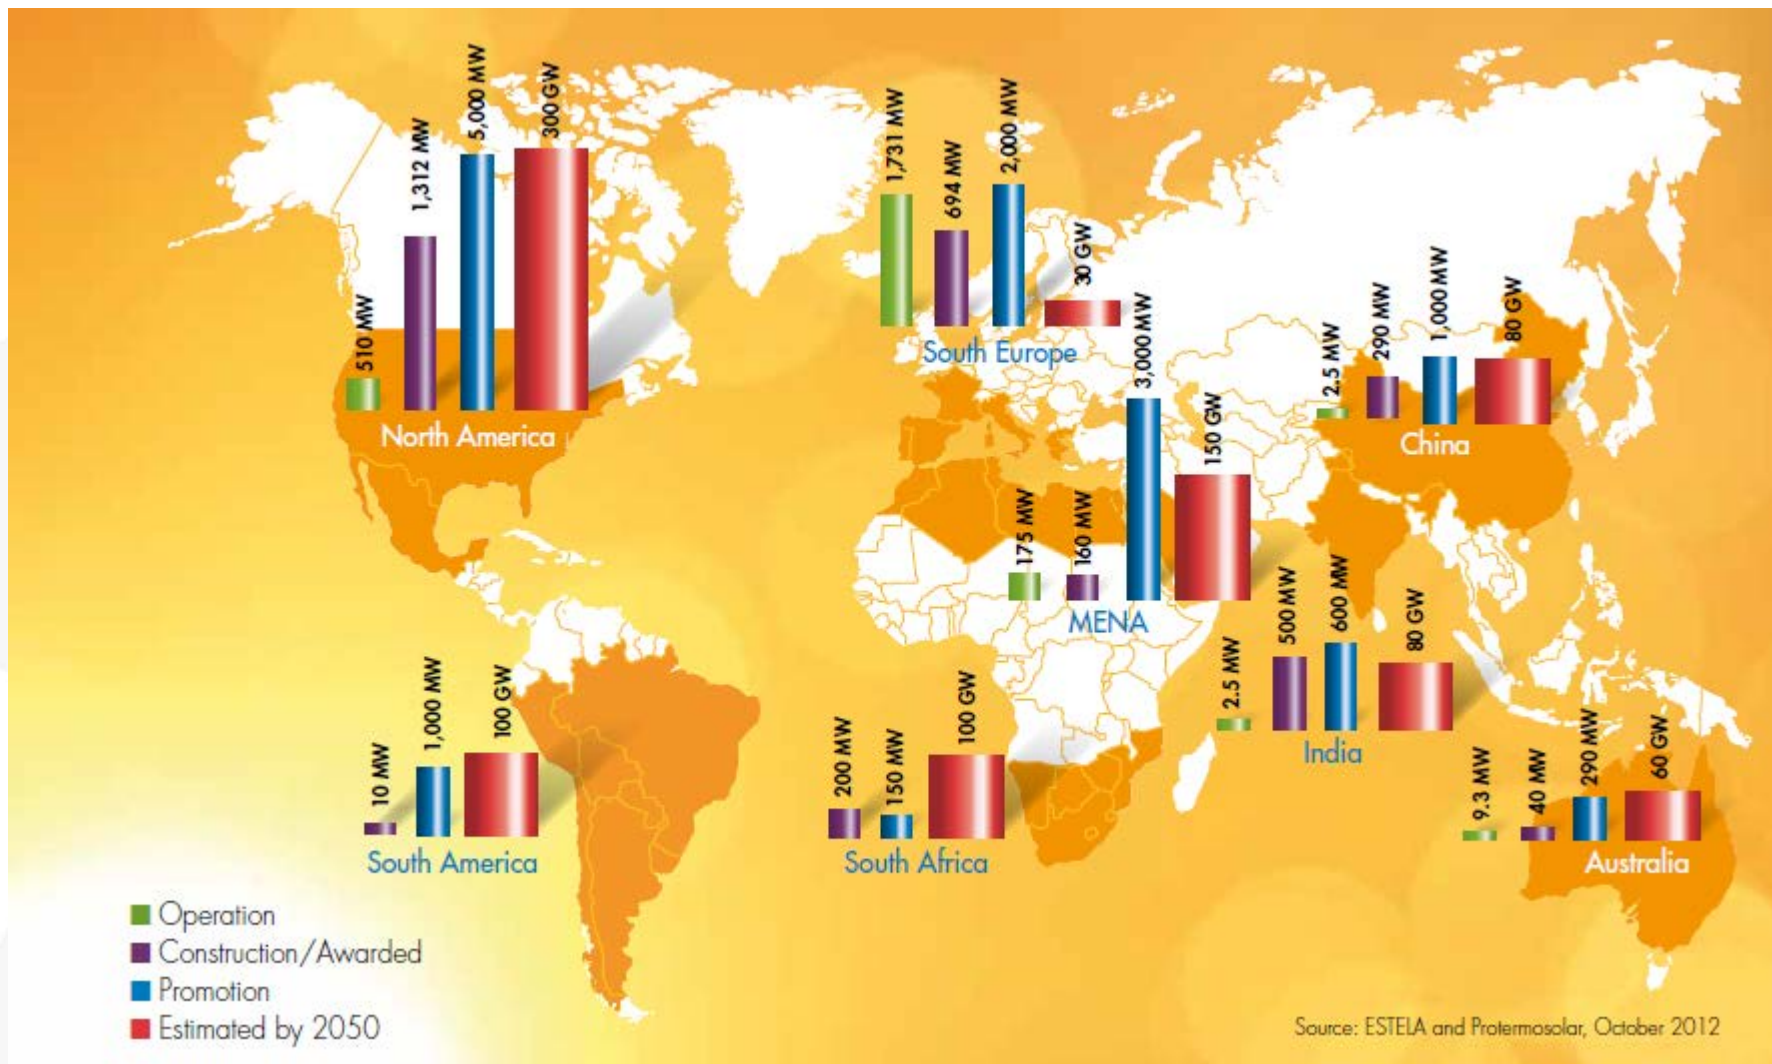 510 MW
1,312 MW
5,000 MW
300 GW
North America
1,731 MW
694 MW
2,000 MW
30 GW
South Europe
2.5 MW
290 MW
1,000 MW
80 GW
China
175 MW
160 MW
3,000 MW
150 GW
MENA
2.5 MW
500 MW
600 MW
80 GW
India
10 MW
1,000 MW
100 GW
South America
200 MW
150 MW
100 GW
South Africa
9.3 MW
40 MW
290 MW
60 GW
Australia
Operation
Construction/Awarded
Promotion
Estimated by 2050
Source: ESTELA and Protermosolar, October 2012